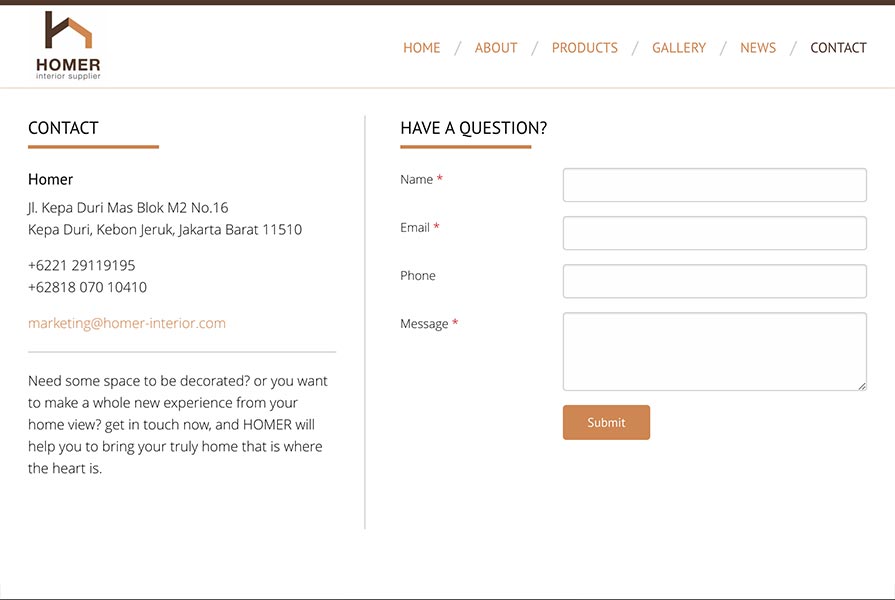 HOMER
interior supplier
HOME / ABOUT / PRODUCTS / GALLERY / NEWS / CONTACT
CONTACT
Homer
Jl. Kepa Duri Mas Blok M2 No.16
Kepa Duri, Kebon Jeruk, Jakarta Barat 11510
+6221 29119195
+62818 070 10410
marketing@homer-interior.com
Need some space to be decorated? or you want
to make a whole new experience from your
home view? get in touch now, and HOMER will
help you to bring your truly home that is where
the heart is.
HAVE A QUESTION?
Name *
Email *
Phone
Message *
Submit